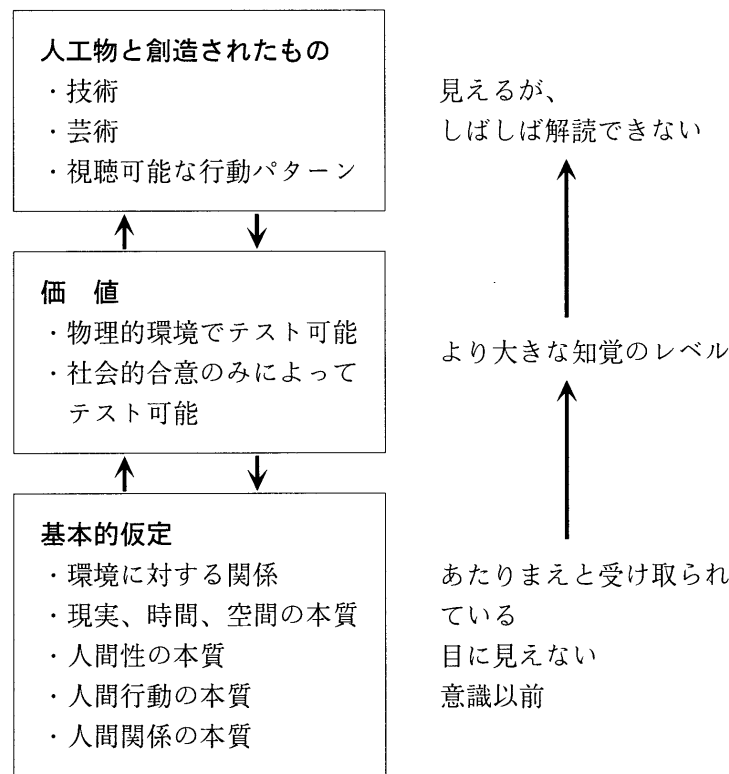 人工物と創造されたもの
・技術
・芸術
・視聴可能な行動パターン
見えるが、
しばしば解読できない
価　値
・物理的環境でテスト可能
・社会的合意のみによって
テスト可能
より大きな知覚のレベル
基本的仮定
・環境に対する関係
・現実、時間、空間の本質
・人間性の本質
・人間行動の本質
・人間関係の本質
あたりまえと受け取られ
ている
目に見えない
意識以前